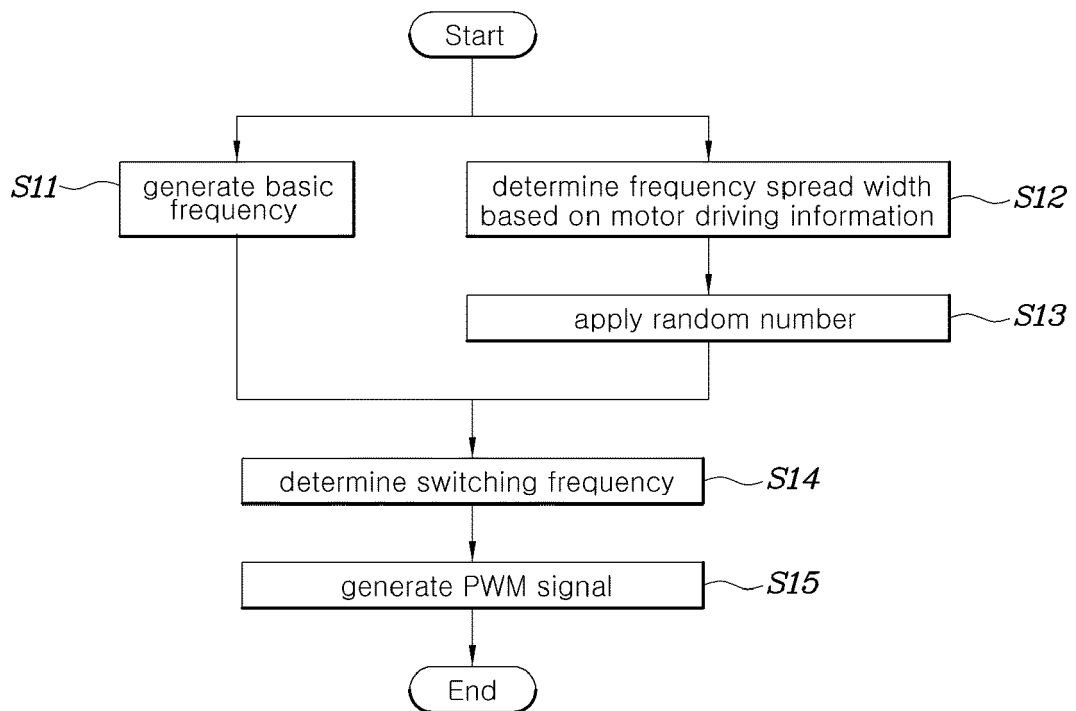 Start
S11
generate basic
frequency
determine frequency spread width
based on motor driving information
S12
apply random number
S13
determine switching frequency
S14
generate PWM signal
S15
End